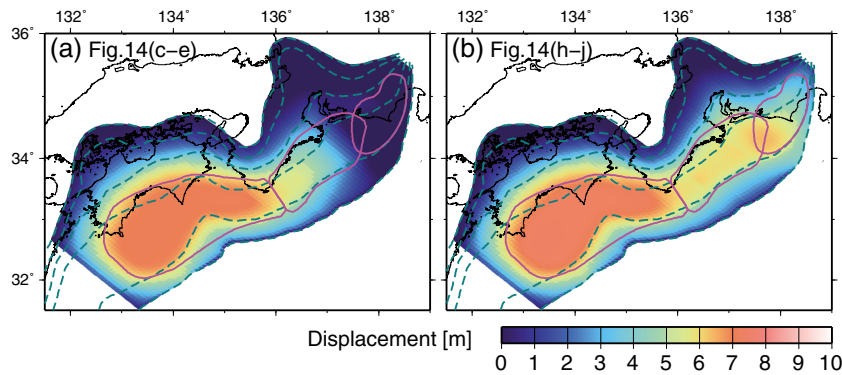 132˚ 134˚ 136˚ 138˚ 132˚ 134˚ 136˚ 138˚
36˚
(a) Fig.14(c−e) (b) Fig.14(h−j)
34˚
32˚
Displacement [m]
0 1 2 3 4 5 6 7 8 9 10